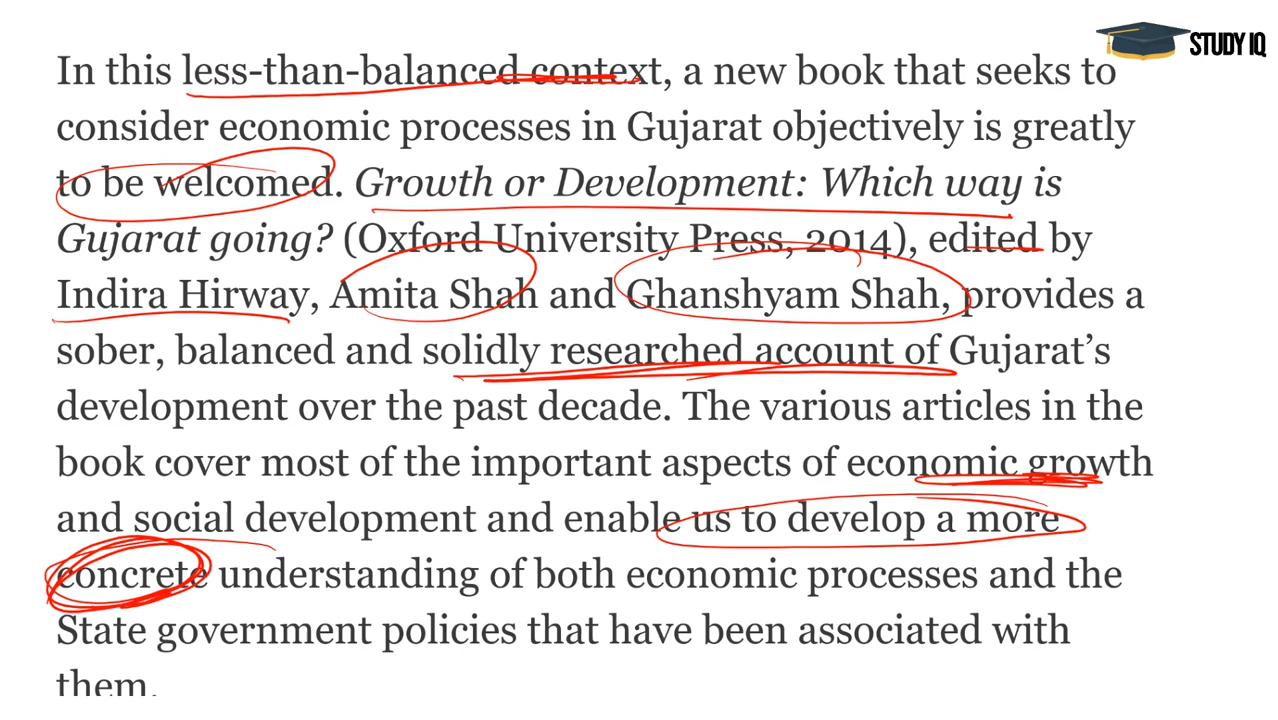 STUDY IQ
In this less-than-balanced context, a new book that seeks to
consider economic processes in Gujarat objectively is greatly
to be welcomed. Growth or Development: Which way is
Gujarat going? (Oxford University Press, 2014), edited by
Indira Hirway, Amita Shah and Ghanshyam Shah, provides a
sober, balanced and solidly researched account of Gujarat’s
development over the past decade. The various articles in the
book cover most of the important aspects of economic growth
and social development and enable us to develop a more
concrete understanding of both economic processes and the
State government policies that have been associated with
them.